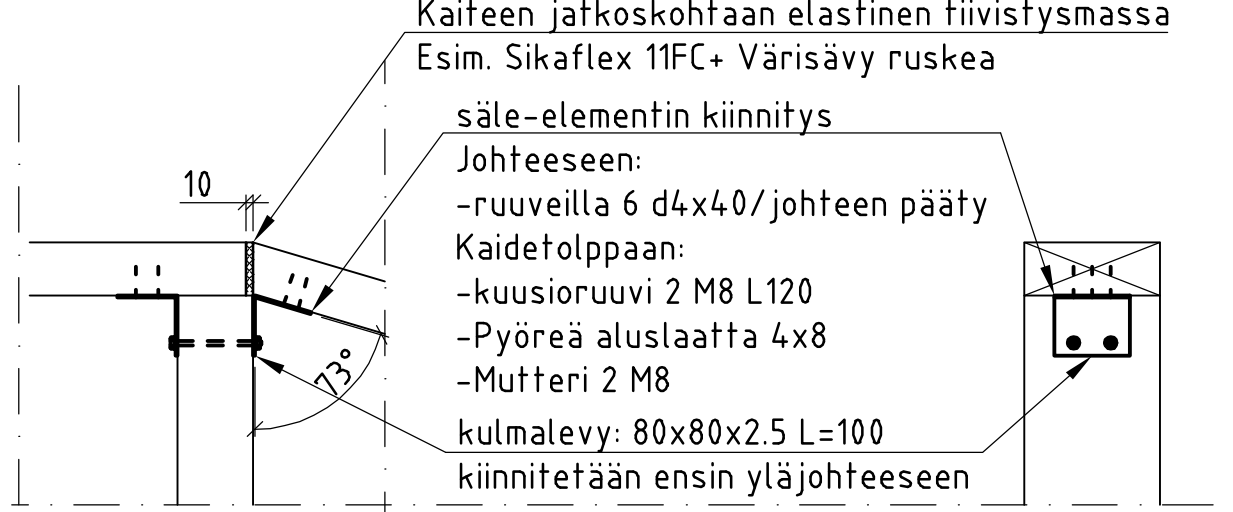 Kaiteen jatkoskohtaan elastinen tiivistysmassa
Esim. Sikaflex 11FC+ Värisävy ruskea
säle-elementin kiinnitys
Johteeseen:
-ruuveilla 6 d4x40/johteen pääty
Kaidetolppaan:
-kuusioruuvi 2 M8 L120
-Pyöreä aluslaatta 4x8
-Mutteri 2 M8
kulmalevy: 80x80x2.5 L=100
kiinnitetään ensin yläjohteeseen
10
73°